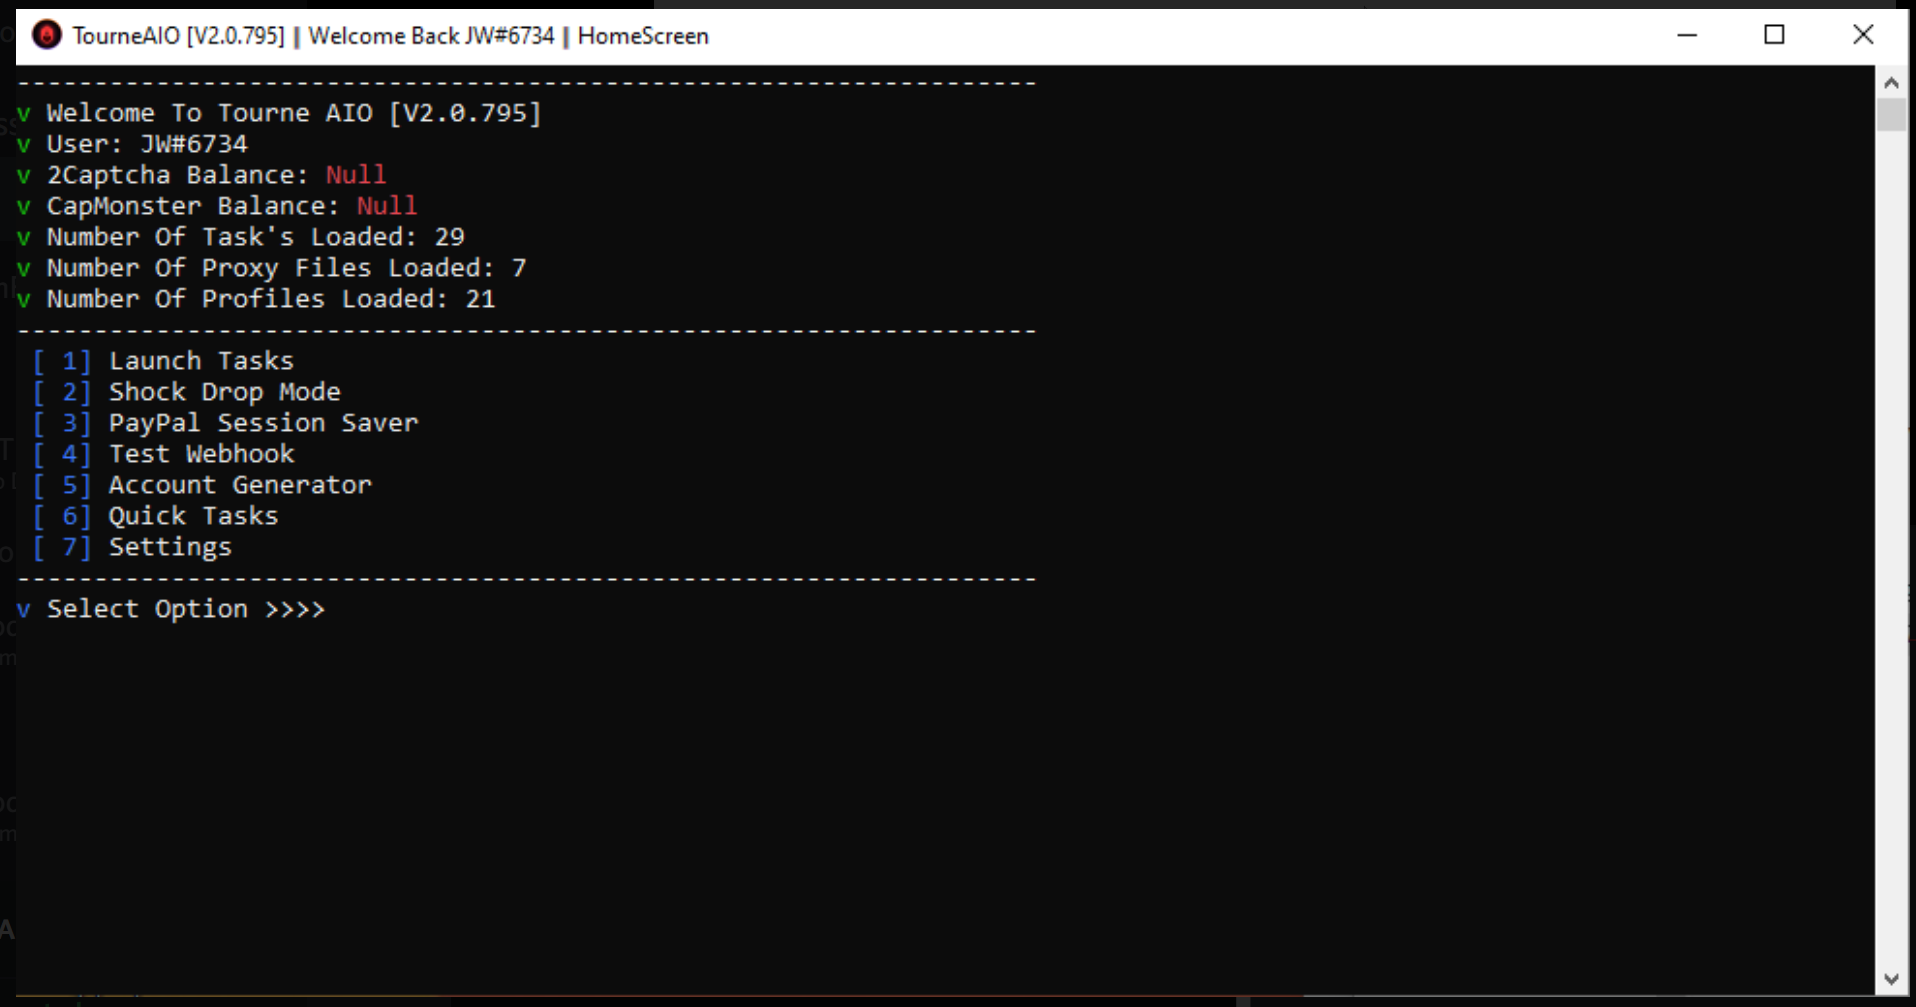 TourneAIO [V2.0.795] || Welcome Back JW#6734 || HomeScreen
-------------------------------------------------------------------
v Welcome To Tourne AIO [V2.0.795]
v User: JW#6734
v 2Captcha Balance: Null
v CapMonster Balance: Null
v Number Of Task's Loaded: 29
v Number Of Proxy Files Loaded: 7
v Number Of Profiles Loaded: 21
-------------------------------------------------------------------
[ 1] Launch Tasks
[ 2] Shock Drop Mode
[ 3] PayPal Session Saver
[ 4] Test Webhook
[ 5] Account Generator
[ 6] Quick Tasks
[ 7] Settings
-------------------------------------------------------------------
v Select Option >>>>